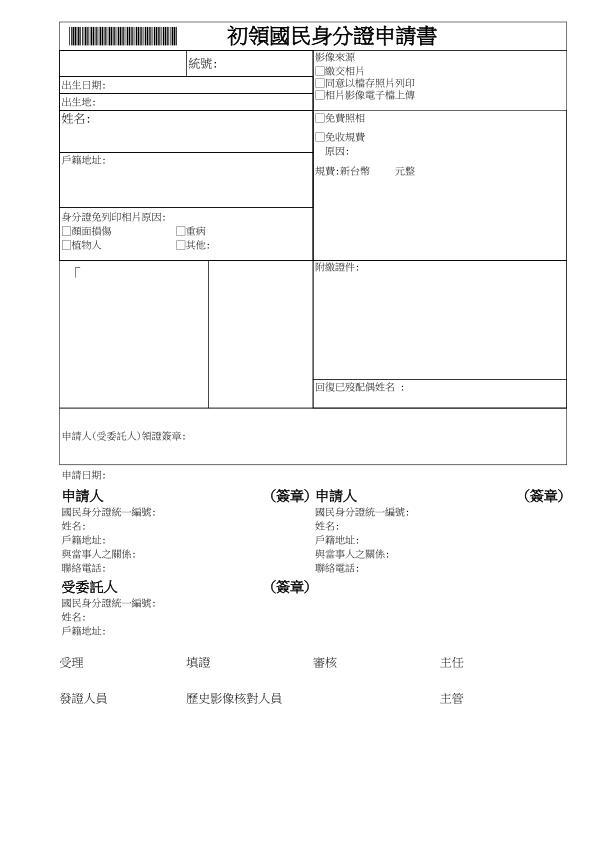 初領國民身分證申請書
統號:
出生日期:
出生地:
姓名:
戶籍地址:
身分證免列印相片原因:
□顏面損傷 □重病
□植物人 □其他:
影像來源
□繳交相片
□同意以檔存照片列印
□相片影像電子檔上傳
□免費照相
□免收規費
原因:
規費:新台幣 元整
「
附繳證件:
回復已歿配偶姓名 :
申請人(受委託人)領證簽章:
申請日期:
申請人 (簽章) 申請人 (簽章)
國民身分證統一編號: 國民身分證統一編號:
姓名: 姓名:
戶籍地址: 戶籍地址:
與當事人之關係: 與當事人之關係:
聯絡電話: 聯絡電話:
受委託人 (簽章)
國民身分證統一編號:
姓名:
戶籍地址:
受理 填證 審核 主任
發證人員 歷史影像核對人員 主管